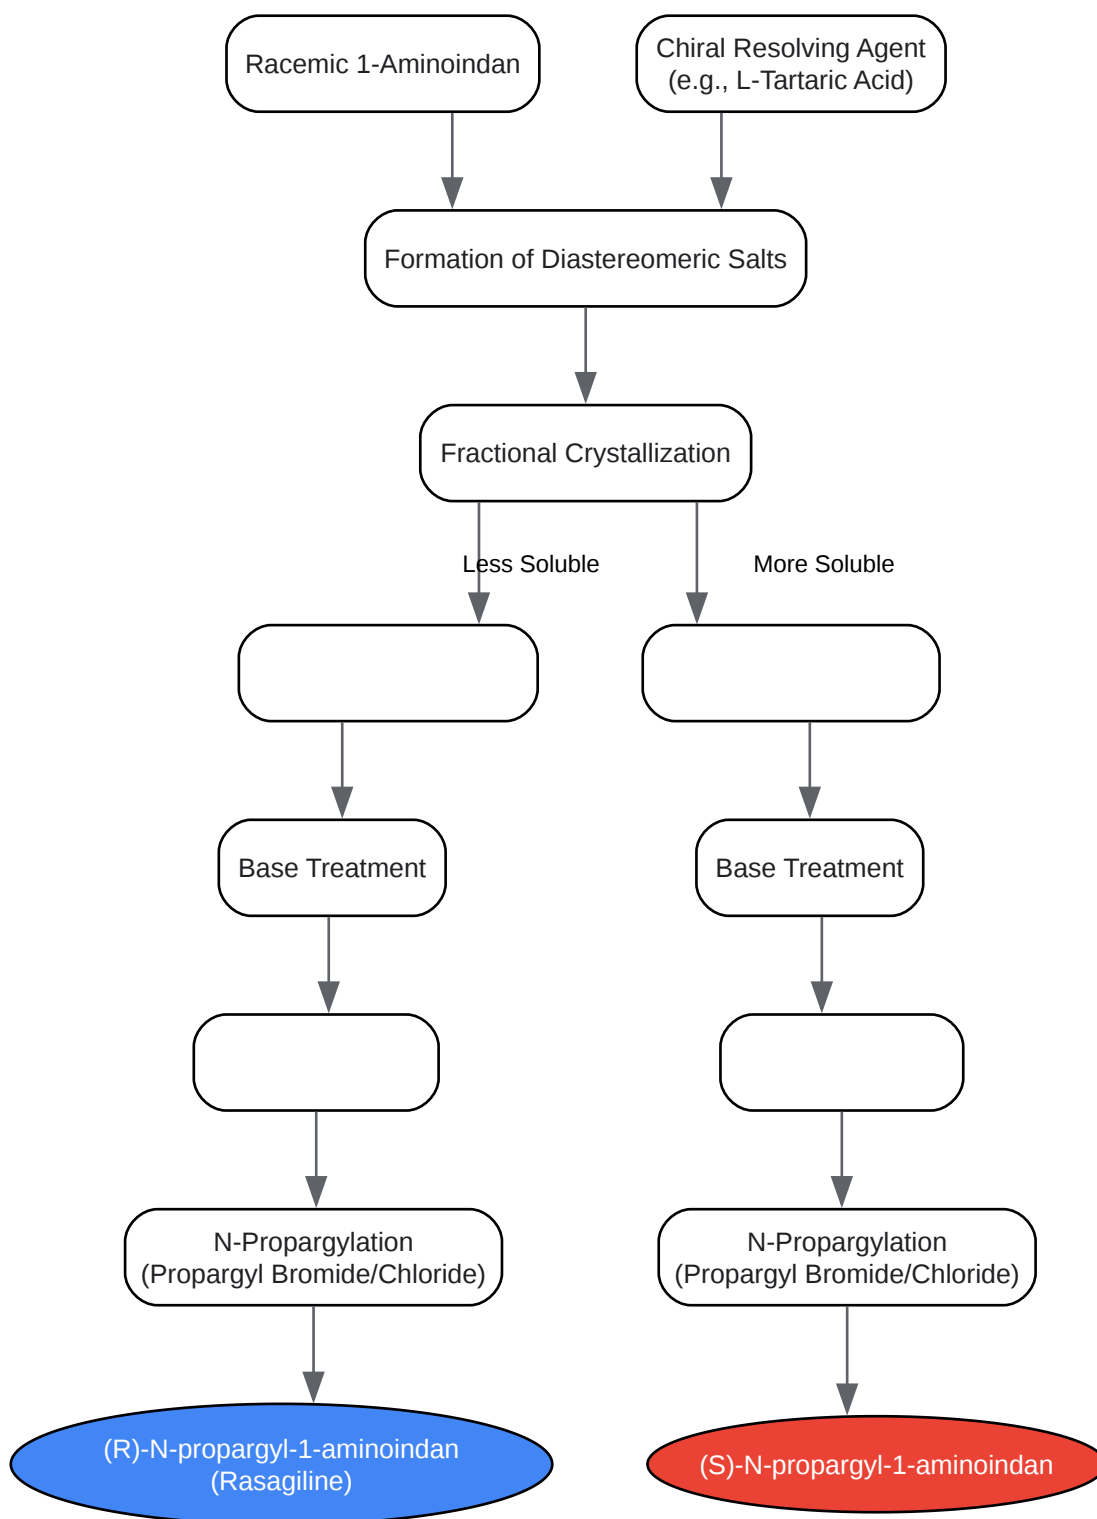 Racemic 1-Aminoindan
Chiral Resolving Agent
(e.g., L-Tartaric Acid)
Formation of Diastereomeric Salts
Fractional Crystallization
Less Soluble
More Soluble
Base Treatment
Base Treatment
N-Propargylation
(Propargyl Bromide/Chloride)
N-Propargylation
(Propargyl Bromide/Chloride)
(R)-N-propargyl-1-aminoindan
(Rasagiline)
(S)-N-propargyl-1-aminoindan